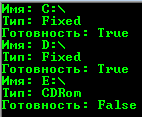 Имя: C:\
Тип: Fixed
Готовность: True
Имя: D:\
Тип: Fixed
Готовность: True
Имя: E:\
Тип: CDRom
Готовность: False